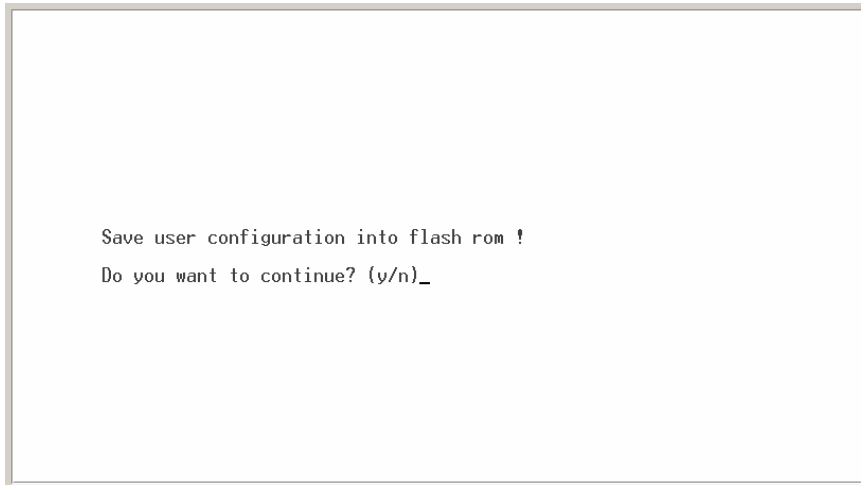 Save user configuration into flash rom !
Do you want to continue? (y/n)_